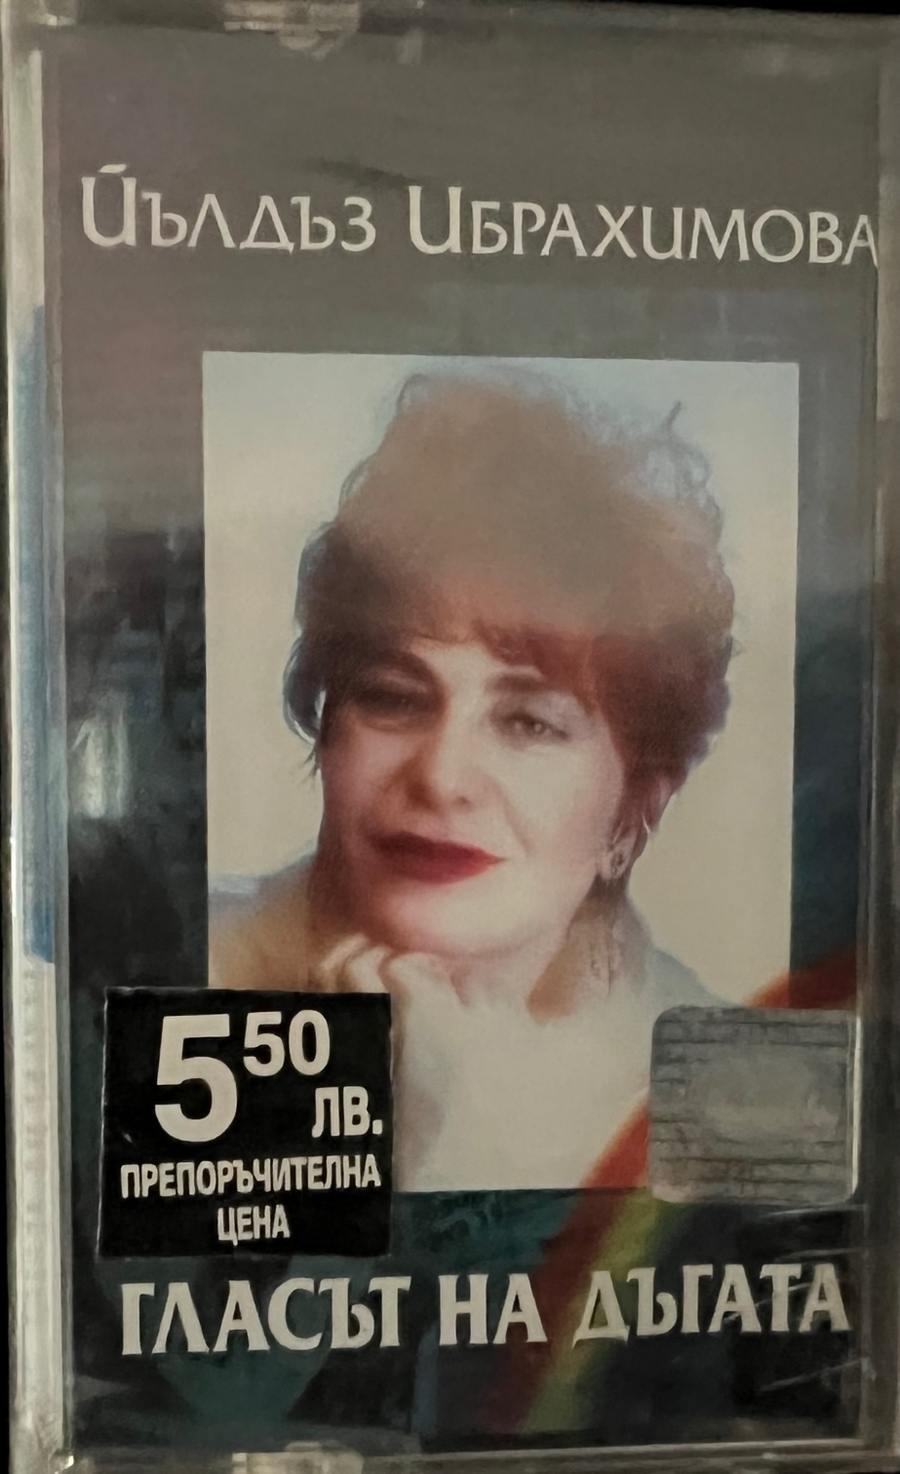 Йълдъз Ибрахимова
5 50
ЛВ.
ПРЕПОРЪЧИТЕЛНА
ЦЕНА
ГЛАСЪТ НА ДЪГАТА